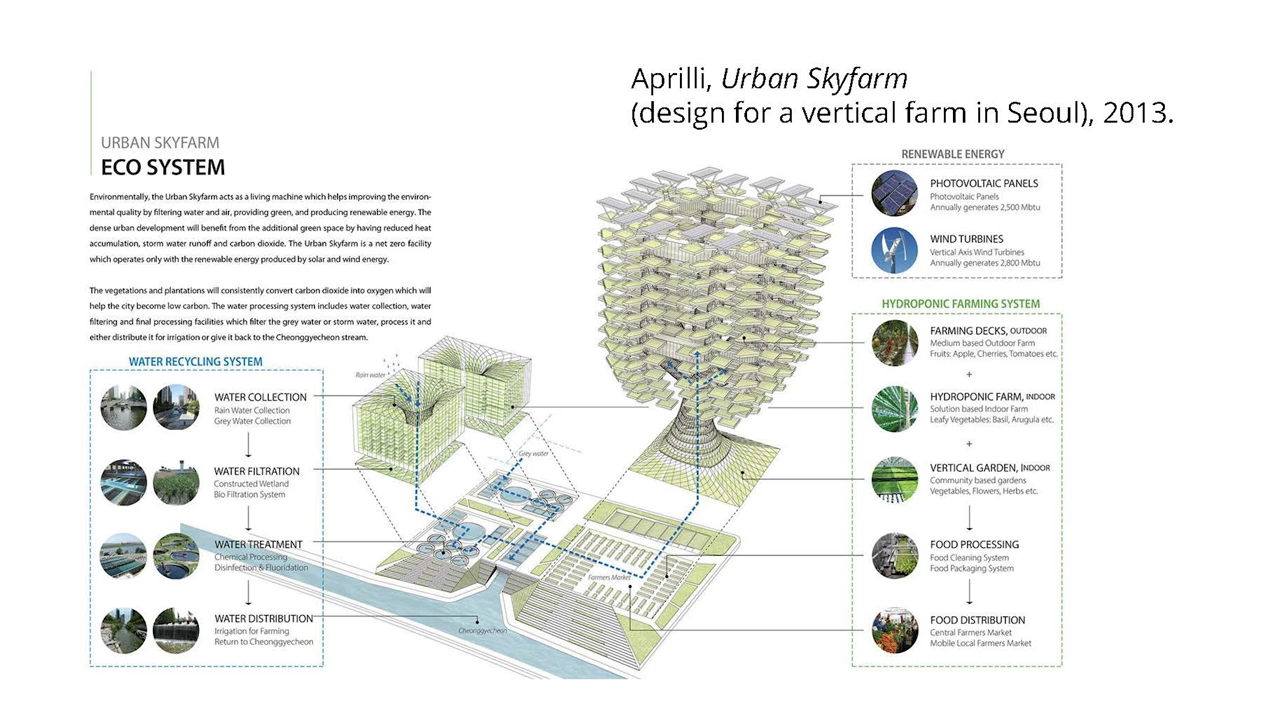 Aprilli, Urban Skyfarm
(design for a vertical farm in Seoul), 2013.
URBAN SKYFARM
ECO SYSTEM
Environmentally, the Urban Skyfarm acts as a living machine which helps improving the environ-
mental quality by filtering water and air, providing green, and producing renewable energy. The
dense urban development will benefit from the additional green space by having reduced heat
accumulation, storm water runoff and carbon dioxide. The Urban Skyfarm is a net zero facility
which operates only with the renewable energy produced by solar and wind energy.
The vegetations and plantations will consistently convert carbon dioxide into oxygen which will
help the city become low carbon. The water processing system includes water collection, water
filtering and final processing facilities which filter the grey water or storm water, process it and
either distribute it for irrigation or give it back to the Cheonggyecheon stream.
WATER RECYCLING SYSTEM
WATER COLLECTION
Rain Water Collection
Grey Water Collection
WATER FILTRATION
Constructed Wetland
Bio Filtration System
WATER TREATMENT
Chemical Processing
Disinfection & Fluoridation
WATER DISTRIBUTION
Irrigation for Farming
Return to Cheonggyecheon
Rain water
Grey water
Farmers Market
Cheonggyecheon
RENEWABLE ENERGY
PHOTOVOLTAIC PANELS
Photovoltaic Panels
Annually generates 2,500 Mbtu
WIND TURBINES
Vertical Axis Wind Turbines
Annually generates 2,800 Mbtu
HYDROPONIC FARMING SYSTEM
FARMING DECKS, OUTDOOR
Medium based Outdoor Farm
Fruits: Apple, Cherries, Tomatoes etc.
+
HYDROPONIC FARM, INDOOR
Solution based Indoor Farm
Leafy Vegetables: Basil, Arugula etc.
+
VERTICAL GARDEN, INDOOR
Community based gardens
Vegetables, Flowers, Herbs etc.
FOOD PROCESSING
Food Cleaning System
Food Packaging System
FOOD DISTRIBUTION
Central Farmers Market
Mobile Local Farmers Market